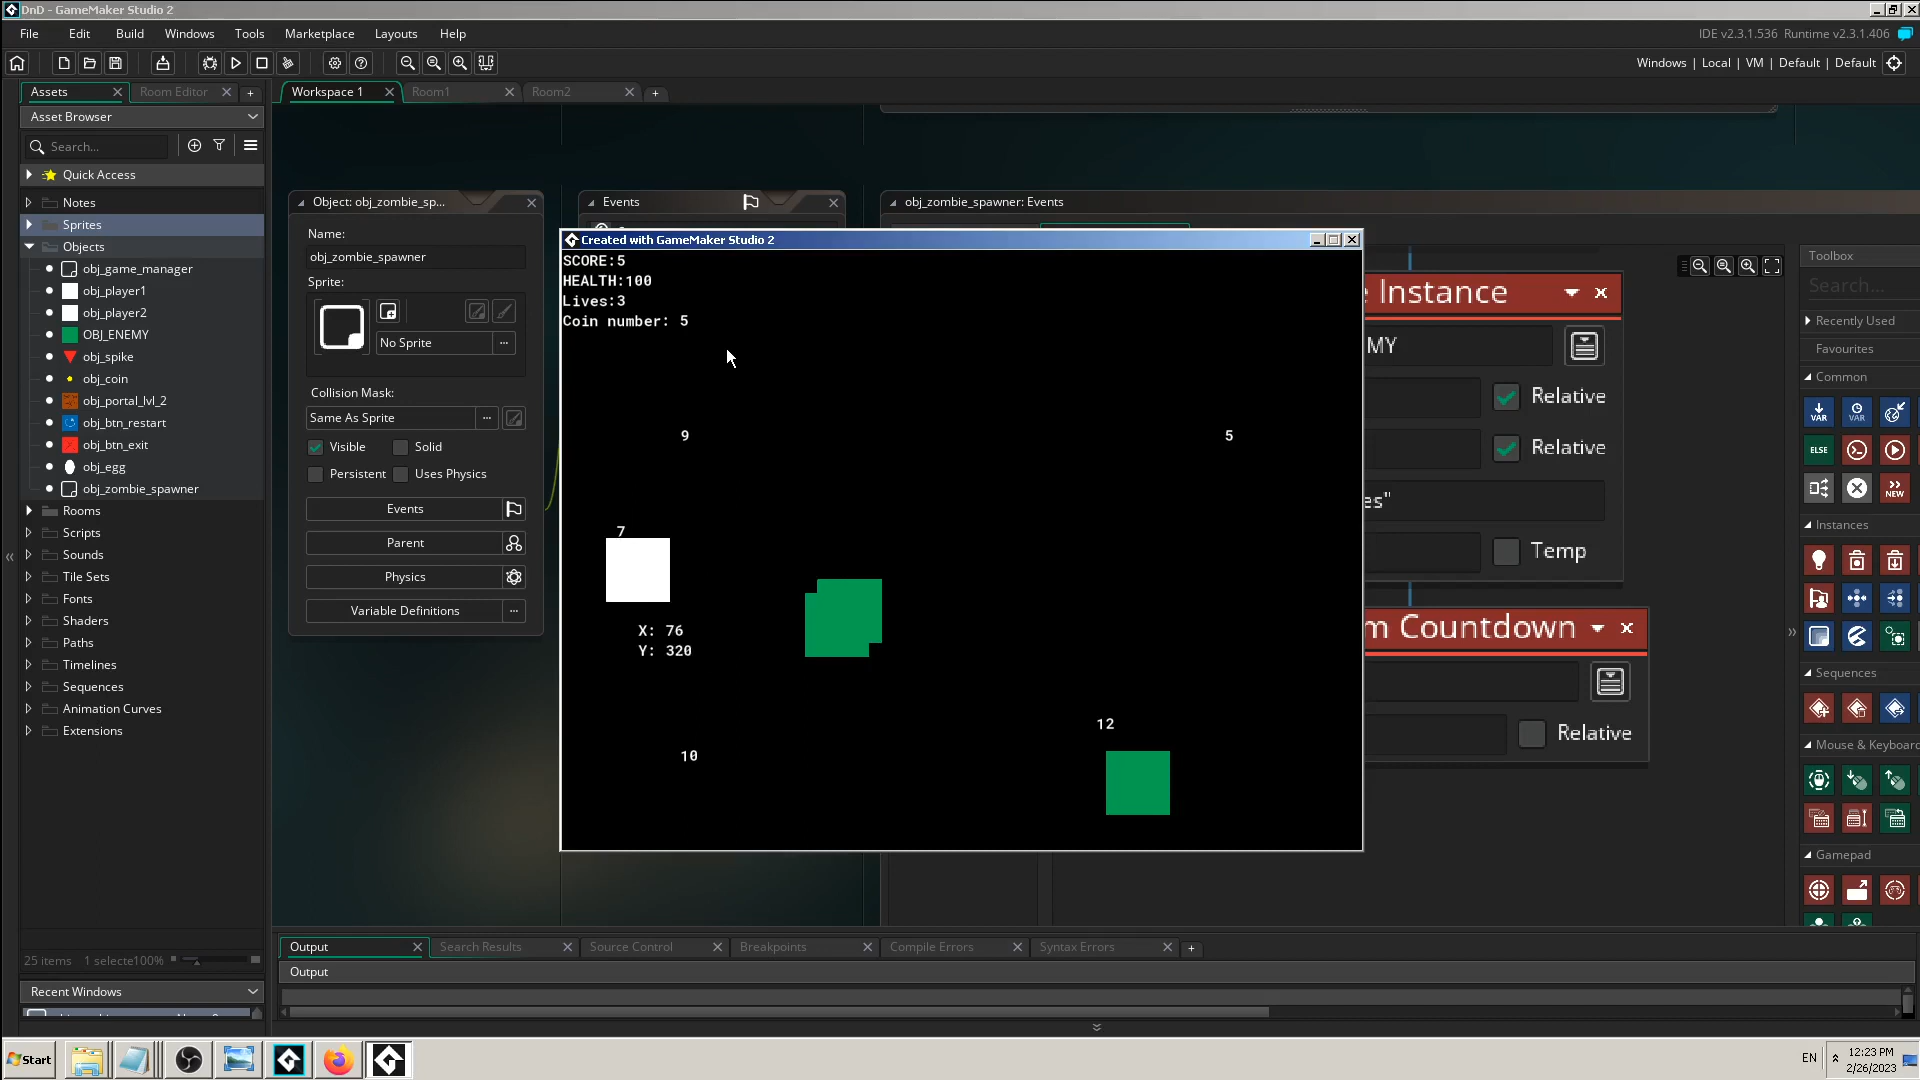 DnD - GameMaker Studio 2
File Edit Build Windows Tools Marketplace Layouts Help
IDE v2.3.1.536 Runtime v2.3.1.406
Windows | Local | VM | Default | Default
Assets Room Editor +
Workspace 1 Room1 Room2 +
Asset Browser
Search...
Quick Access
Notes
Sprites
Objects
obj_game_manager
obj_player1
obj_player2
OBJ_ENEMY
obj_spike
obj_coin
obj_portal_lvl_2
obj_btn_restart
obj_btn_exit
obj_egg
obj_zombie_spawner
Rooms
Scripts
Sounds
Tile Sets
Fonts
Shaders
Paths
Timelines
Sequences
Animation Curves
Extensions
25 items 1 selecte100%
Recent Windows
Object: obj_zombie_sp...
Name:
obj_zombie_spawner
Sprite:
No Sprite
Collision Mask:
Same As Sprite
Visible Solid
Persistent Uses Physics
Events
Parent
Physics
Variable Definitions
Events
obj_zombie_spawner: Events
Created with GameMaker Studio 2
SCORE:5
HEALTH:100
Lives:3
Coin number: 5
9
5
7
X: 76
Y: 320
12
10
e Instance
MY
Relative
Relative
es"
Temp
m Countdown
Relative
Toolbox
Search...
Recently Used
Favourites
Common
VAR VAR
ELSE
NEW
Instances
Sequences
Mouse & Keyboar
Gamepad
Output Search Results Source Control Breakpoints Compile Errors Syntax Errors +
Output
Start
EN
12:23 PM
2/26/2023